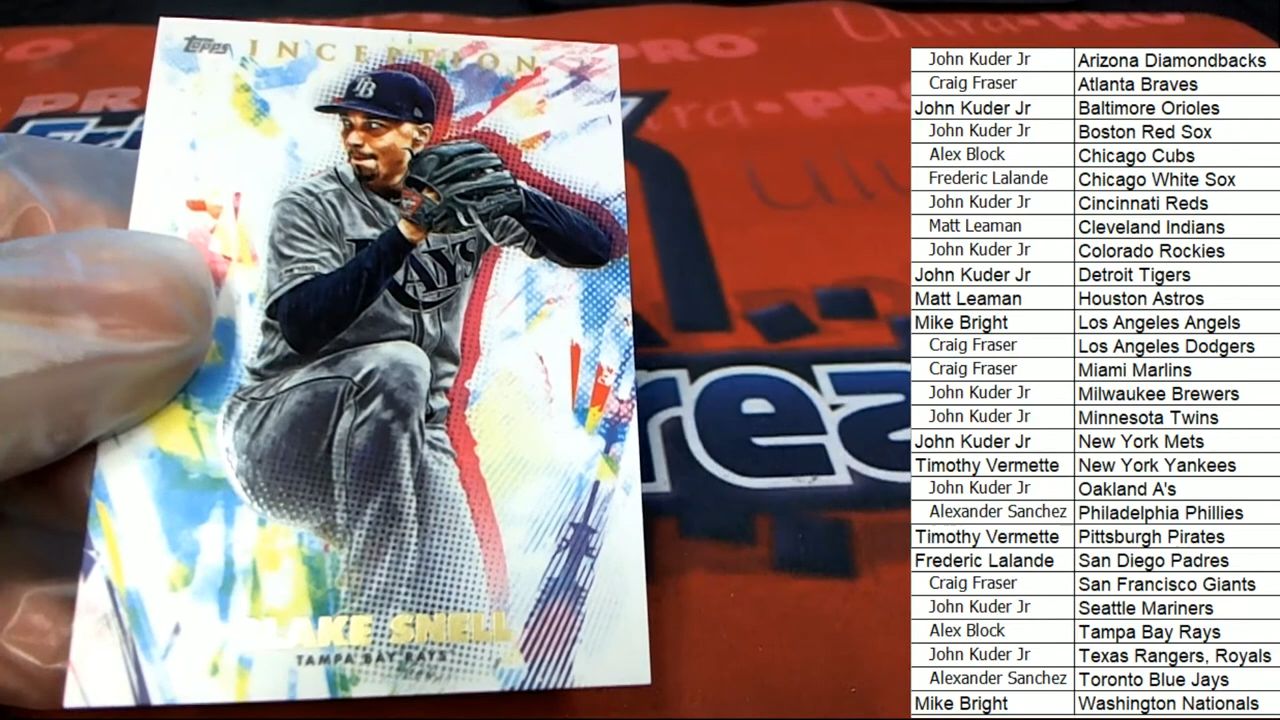 Topps INCEPTION
TB
RAYS
BLAKE SNELL
TAMPA BAY RAYS
Ultra PRO
PRO
PRO
Ultra PRO
rea
John Kuder Jr Arizona Diamondbacks
Craig Fraser Atlanta Braves
John Kuder Jr Baltimore Orioles
John Kuder Jr Boston Red Sox
Alex Block Chicago Cubs
Frederic Lalande Chicago White Sox
John Kuder Jr Cincinnati Reds
Matt Leaman Cleveland Indians
John Kuder Jr Colorado Rockies
John Kuder Jr Detroit Tigers
Matt Leaman Houston Astros
Mike Bright Los Angeles Angels
Craig Fraser Los Angeles Dodgers
Craig Fraser Miami Marlins
John Kuder Jr Milwaukee Brewers
John Kuder Jr Minnesota Twins
John Kuder Jr New York Mets
Timothy Vermette New York Yankees
John Kuder Jr Oakland A's
Alexander Sanchez Philadelphia Phillies
Timothy Vermette Pittsburgh Pirates
Frederic Lalande San Diego Padres
Craig Fraser San Francisco Giants
John Kuder Jr Seattle Mariners
Alex Block Tampa Bay Rays
John Kuder Jr Texas Rangers, Royals
Alexander Sanchez Toronto Blue Jays
Mike Bright Washington Nationals